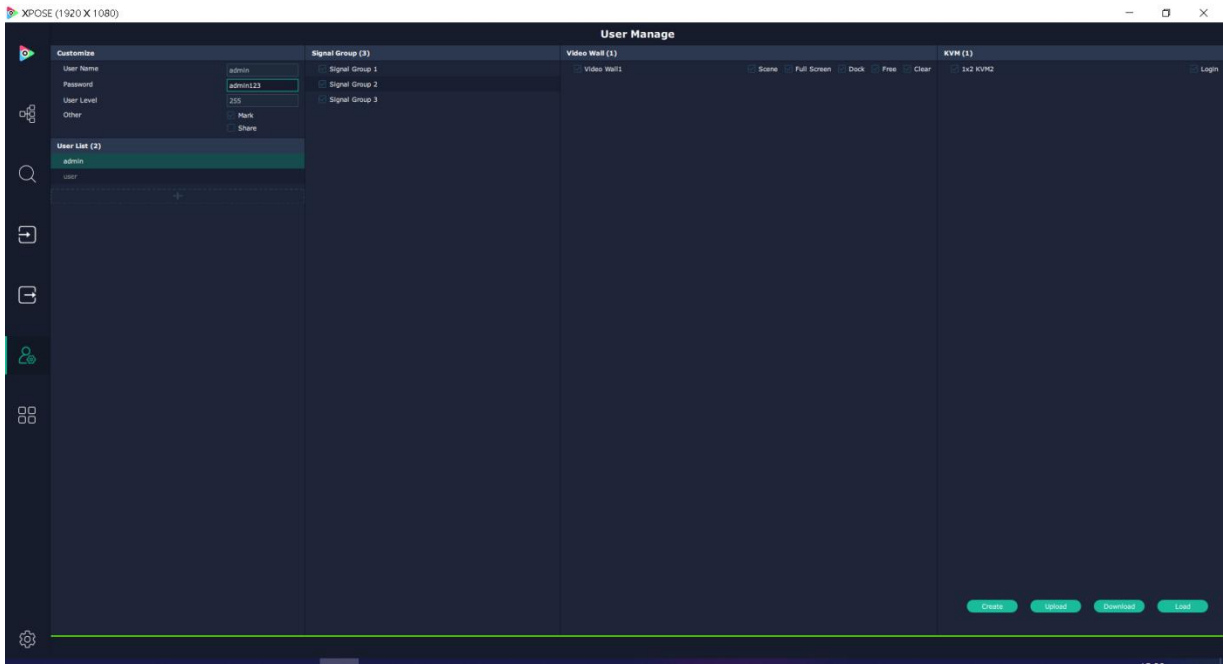 XPOSE (1920 X 1080)
User Manage
Customize
User Name admin
Password admin123
User Level 255
Other Mark
Share
User List (2)
admin
user
Signal Group (3)
Signal Group 1
Signal Group 2
Signal Group 3
Video Wall (1)
Video Wall1 Scene Full Screen Dock Free Clear
KVM (1)
1x2 KVM2 Login
Create Upload Download Load